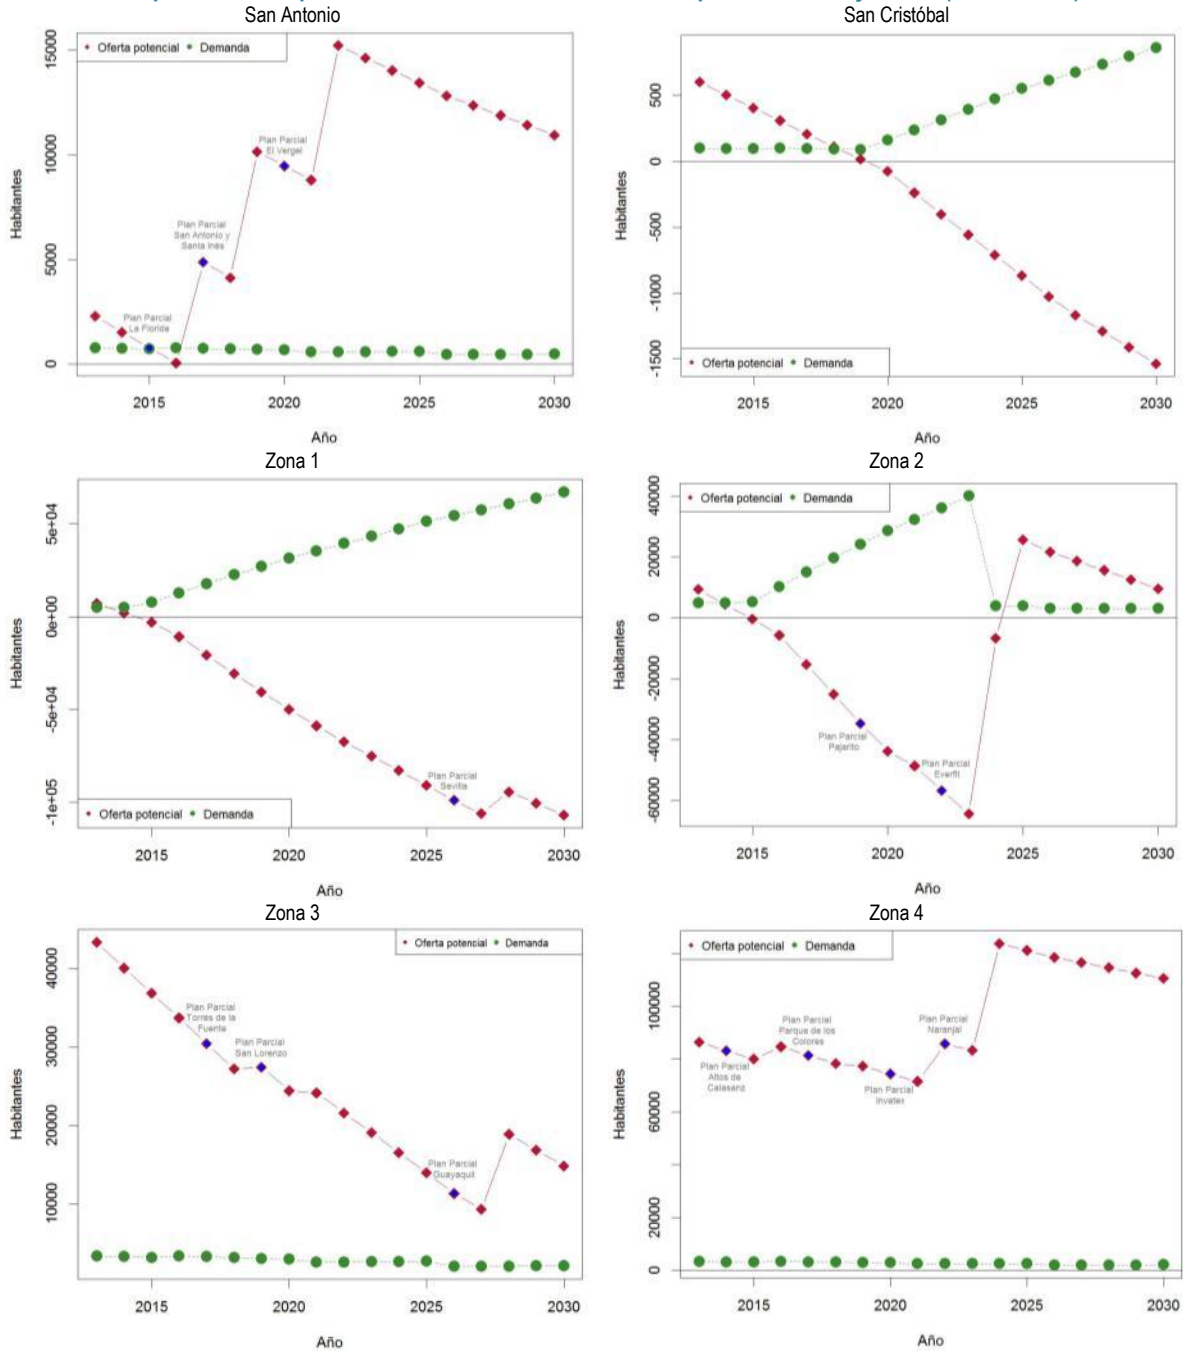 San Antonio
Oferta potencial Demanda
15000
10000
5000
0
Habitantes
Plan Parcial
La Florida
Plan Parcial
San Antonio y
Santa Inés
Plan Parcial
El Vergel
2015 2020 2025 2030
Año
San Cristóbal
500
0
-500
-1000
-1500
Habitantes
Oferta potencial Demanda
2015 2020 2025 2030
Año
Zona 1
5e+04
0e+00
-5e+04
-1e+05
Habitantes
Plan Parcial
Sevilla
Oferta potencial Demanda
2015 2020 2025 2030
Año
Zona 2
Oferta potencial Demanda
40000
20000
0
-20000
-40000
-60000
Habitantes
Plan Parcial
Pajarito
Plan Parcial
Everfit
2015 2020 2025 2030
Año
Zona 3
Oferta potencial Demanda
40000
30000
20000
10000
Habitantes
Plan Parcial
Torres de la
Fuente
Plan Parcial
San Lorenzo
Plan Parcial
Guayaquil
2015 2020 2025 2030
Año
Zona 4
Oferta potencial Demanda
100000
60000
20000
0
Habitantes
Plan Parcial
Altos de
Calasanz
Plan Parcial
Parque de los
Colores
Plan Parcial
Invatex
Plan Parcial
Naranjal
2015 2020 2025 2030
Año